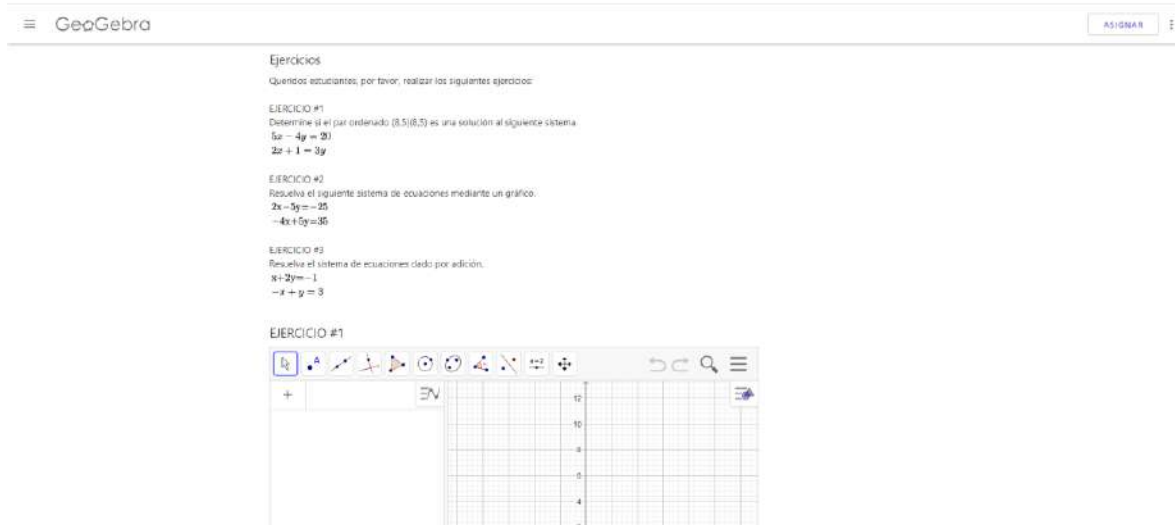 GeoGebra
ASIGNAR
Ejercicios
Queridos estudiantes, por favor, realizar los siguientes ejercicios:
EJERCICIO #1
Determine si el par ordenado (8,5)(8,5) es una solución al siguiente sistema.
5x − 4y = 20
2x + 1 = 3y
EJERCICIO #2
Resuelva el siguiente sistema de ecuaciones mediante un gráfico.
2x−5y=−25
−4x+5y=35
EJERCICIO #3
Resuelva el sistema de ecuaciones dado por adición.
x+2y=−1
−x + y = 3
EJERCICIO #1
A
a=2
+
12
10
8
6
4